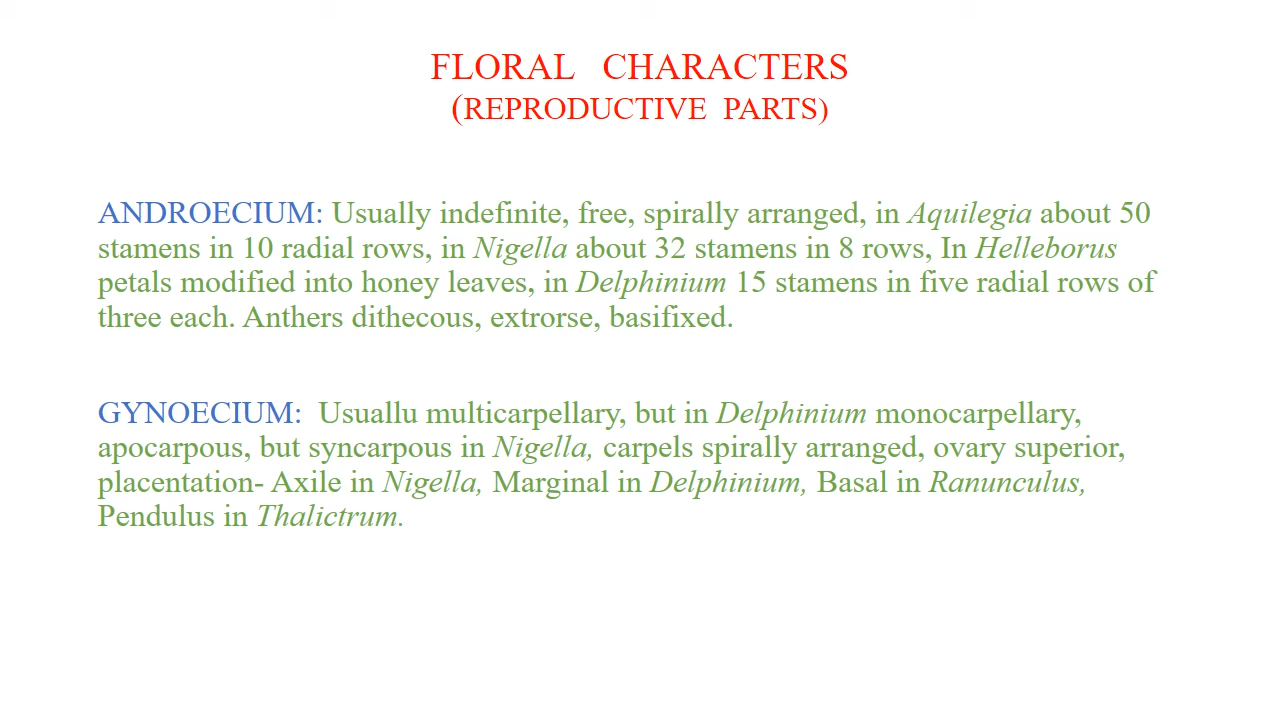 FLORAL CHARACTERS
(REPRODUCTIVE PARTS)
ANDROECIUM: Usually indefinite, free, spirally arranged, in Aquilegia about 50
stamens in 10 radial rows, in Nigella about 32 stamens in 8 rows, In Helleborus
petals modified into honey leaves, in Delphinium 15 stamens in five radial rows of
three each. Anthers dithecous, extrorse, basifixed.
GYNOECIUM: Usuallu multicarpellary, but in Delphinium monocarpellary,
apocarpous, but syncarpous in Nigella, carpels spirally arranged, ovary superior,
placentation- Axile in Nigella, Marginal in Delphinium, Basal in Ranunculus,
Pendulus in Thalictrum.